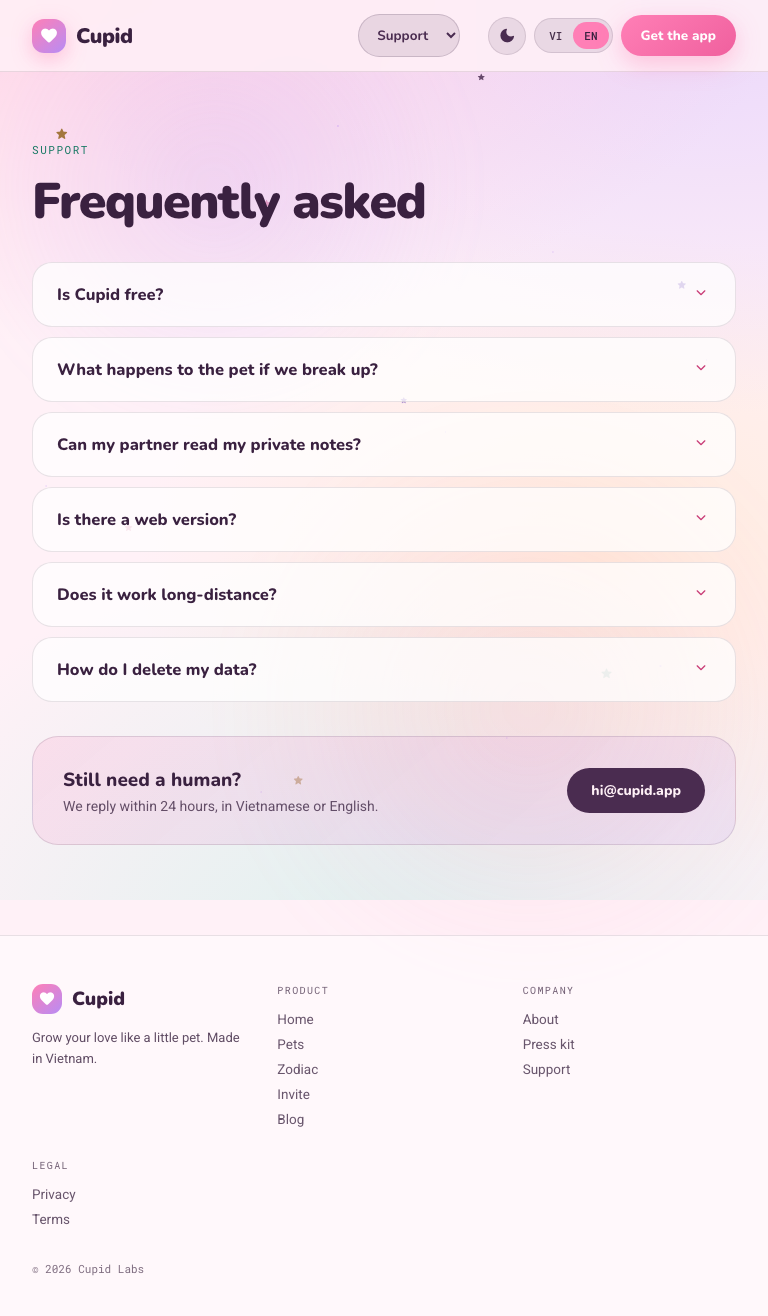 Cupid
Support
VI
EN
Get the app
SUPPORT
Frequently asked
Is Cupid free?
What happens to the pet if we break up?
Can my partner read my private notes?
Is there a web version?
Does it work long-distance?
How do I delete my data?
Still need a human?
We reply within 24 hours, in Vietnamese or English.
hi@cupid.app
Cupid
Grow your love like a little pet. Made
in Vietnam.
PRODUCT
Home
Pets
Zodiac
Invite
Blog
COMPANY
About
Press kit
Support
LEGAL
Privacy
Terms
© 2026 Cupid Labs